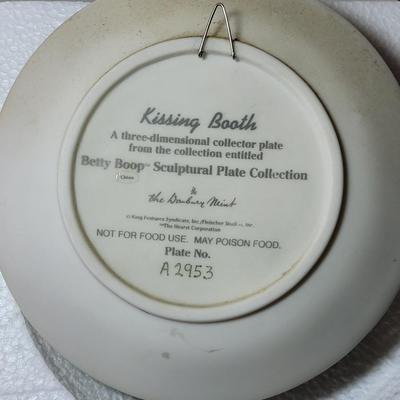 Kissing Booth
A three-dimensional collector plate
from the collection entitled
Betty Boop™ Sculptural Plate Collection
China
&
the Danbury Mint
© King Features Syndicate, Inc./Fleischer Studios, Inc.
™The Hearst Corporation
NOT FOR FOOD USE. MAY POISON FOOD.
Plate No.
A2953